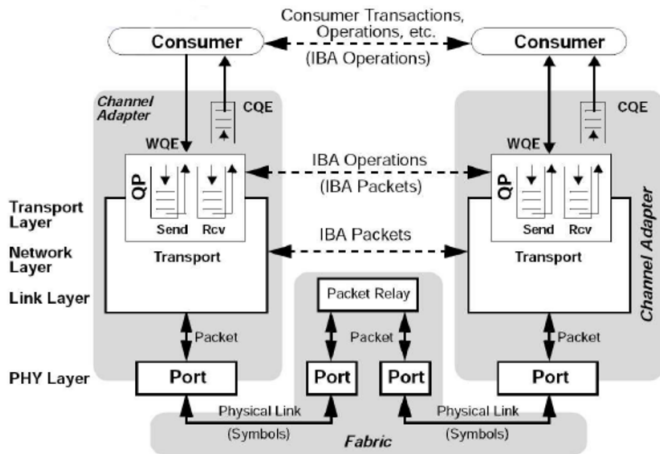 Consumer Transactions,
Operations, etc.
(IBA Operations)
Consumer
Consumer
Channel
Adapter
CQE
CQE
WQE
WQE
IBA Operations
(IBA Packets)
QP
QP
Send
Rcv
Send
Rcv
Transport
Layer
Network
Layer
Transport
IBA Packets
Transport
Channel Adapter
Link Layer
Packet Relay
Packet
Packet
Packet
PHY Layer
Port
Port
Port
Port
Physical Link
(Symbols)
Physical Link
(Symbols)
Fabric